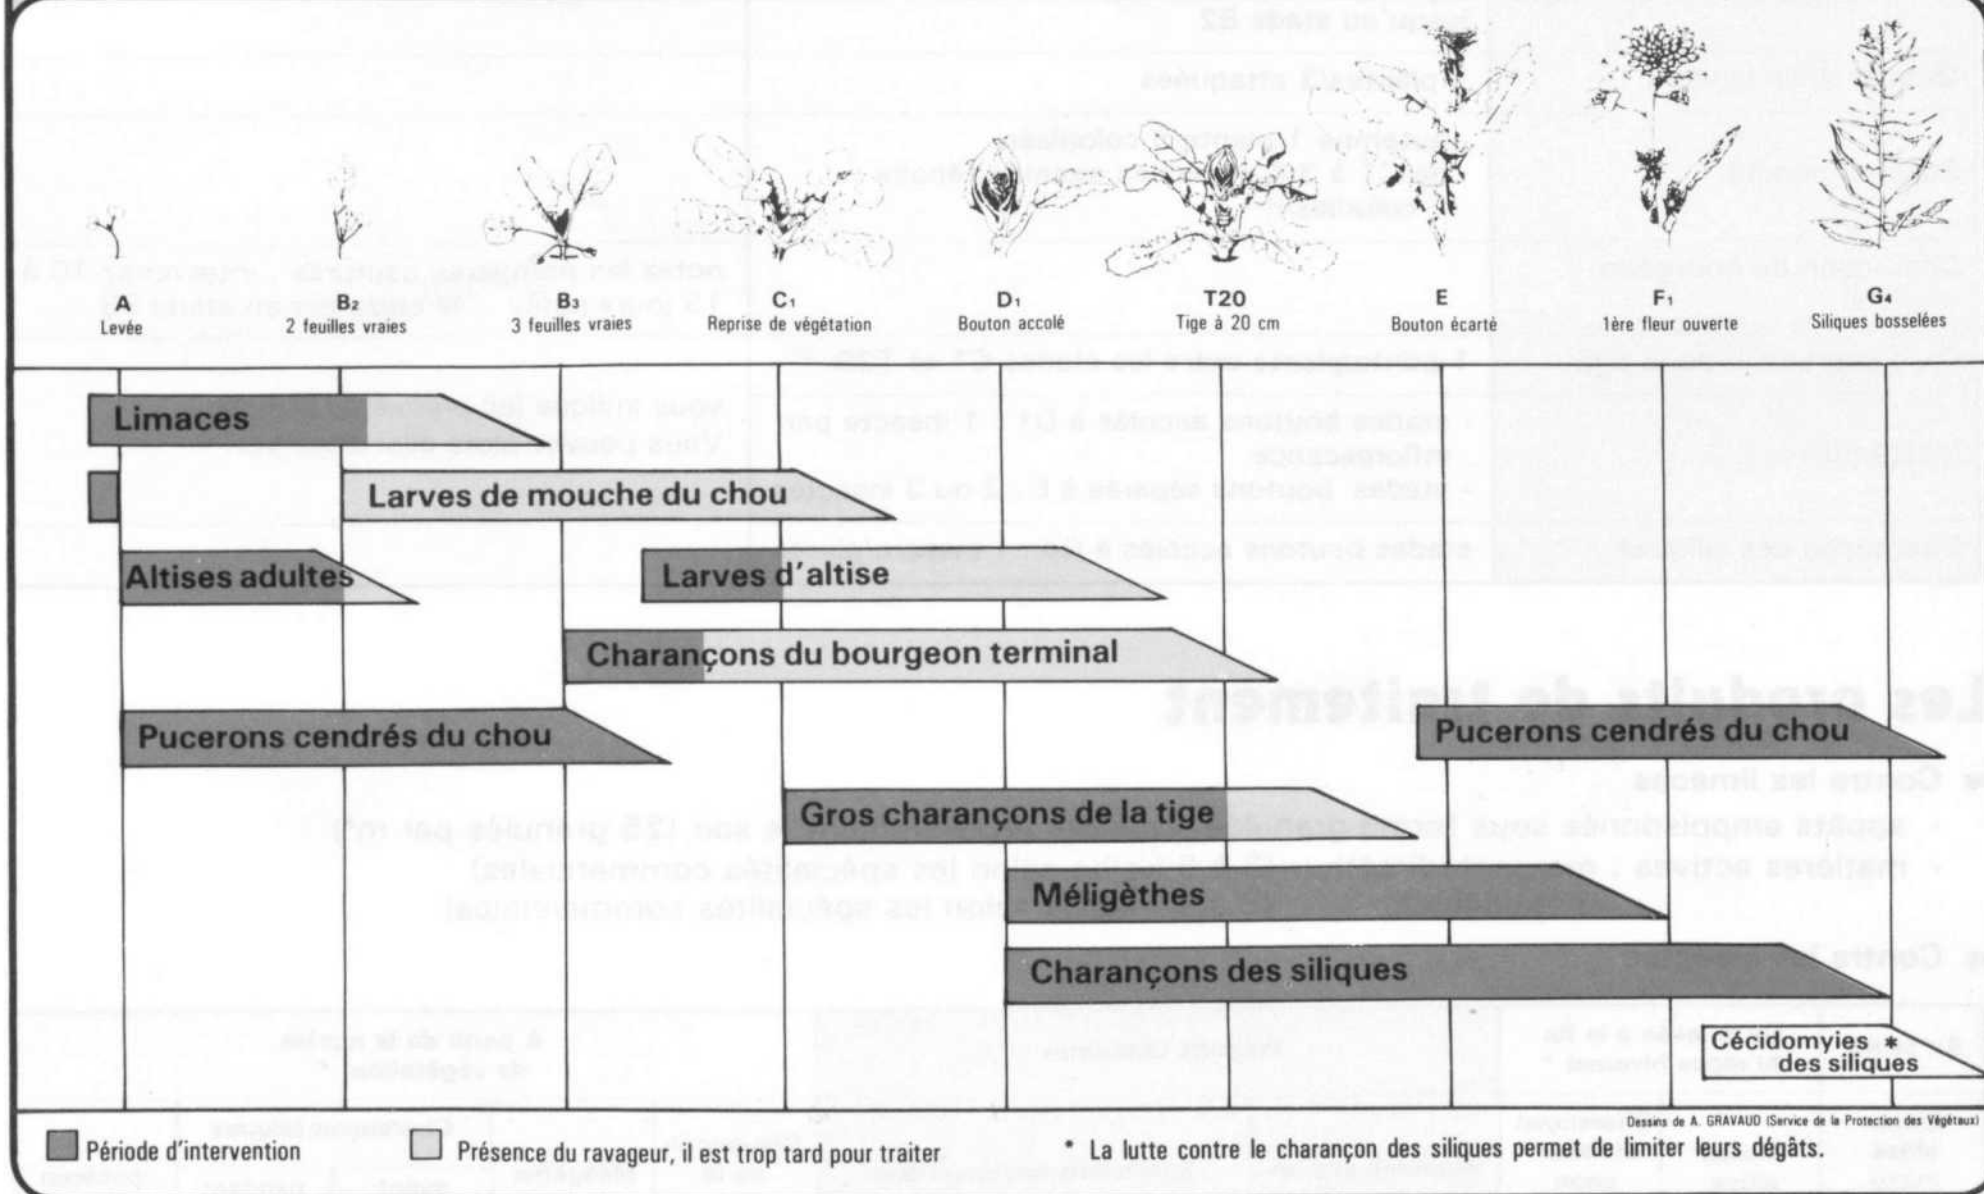 A
Levée
B2
2 feuilles vraies
B3
3 feuilles vraies
C1
Reprise de végétation
D1
Bouton accolé
T20
Tige à 20 cm
E
Bouton écarté
F1
1ère fleur ouverte
G4
Siliques bosselées
Limaces
Larves de mouche du chou
Altises adultes
Larves d'altise
Charançons du bourgeon terminal
Pucerons cendrés du chou
Pucerons cendrés du chou
Gros charançons de la tige
Méligèthes
Charançons des siliques
Cécidomyies *
des siliques
Dessins de A. GRAVAUD (Service de la Protection des Végétaux)
Période d'intervention
Présence du ravageur, il est trop tard pour traiter
* La lutte contre le charançon des siliques permet de limiter leurs dégâts.